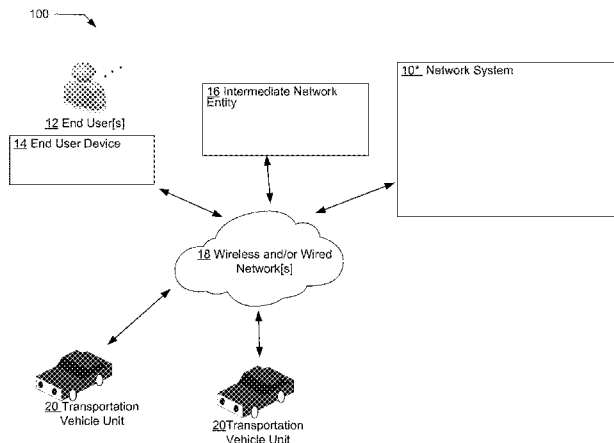 100
10* Network System
16 Intermediate Network
Entity
12 End User[s]
14 End User Device
18 Wireless and/or Wired
Network[s]
20 Transportation
Vehicle Unit
20Transportation
Vehicle Unit